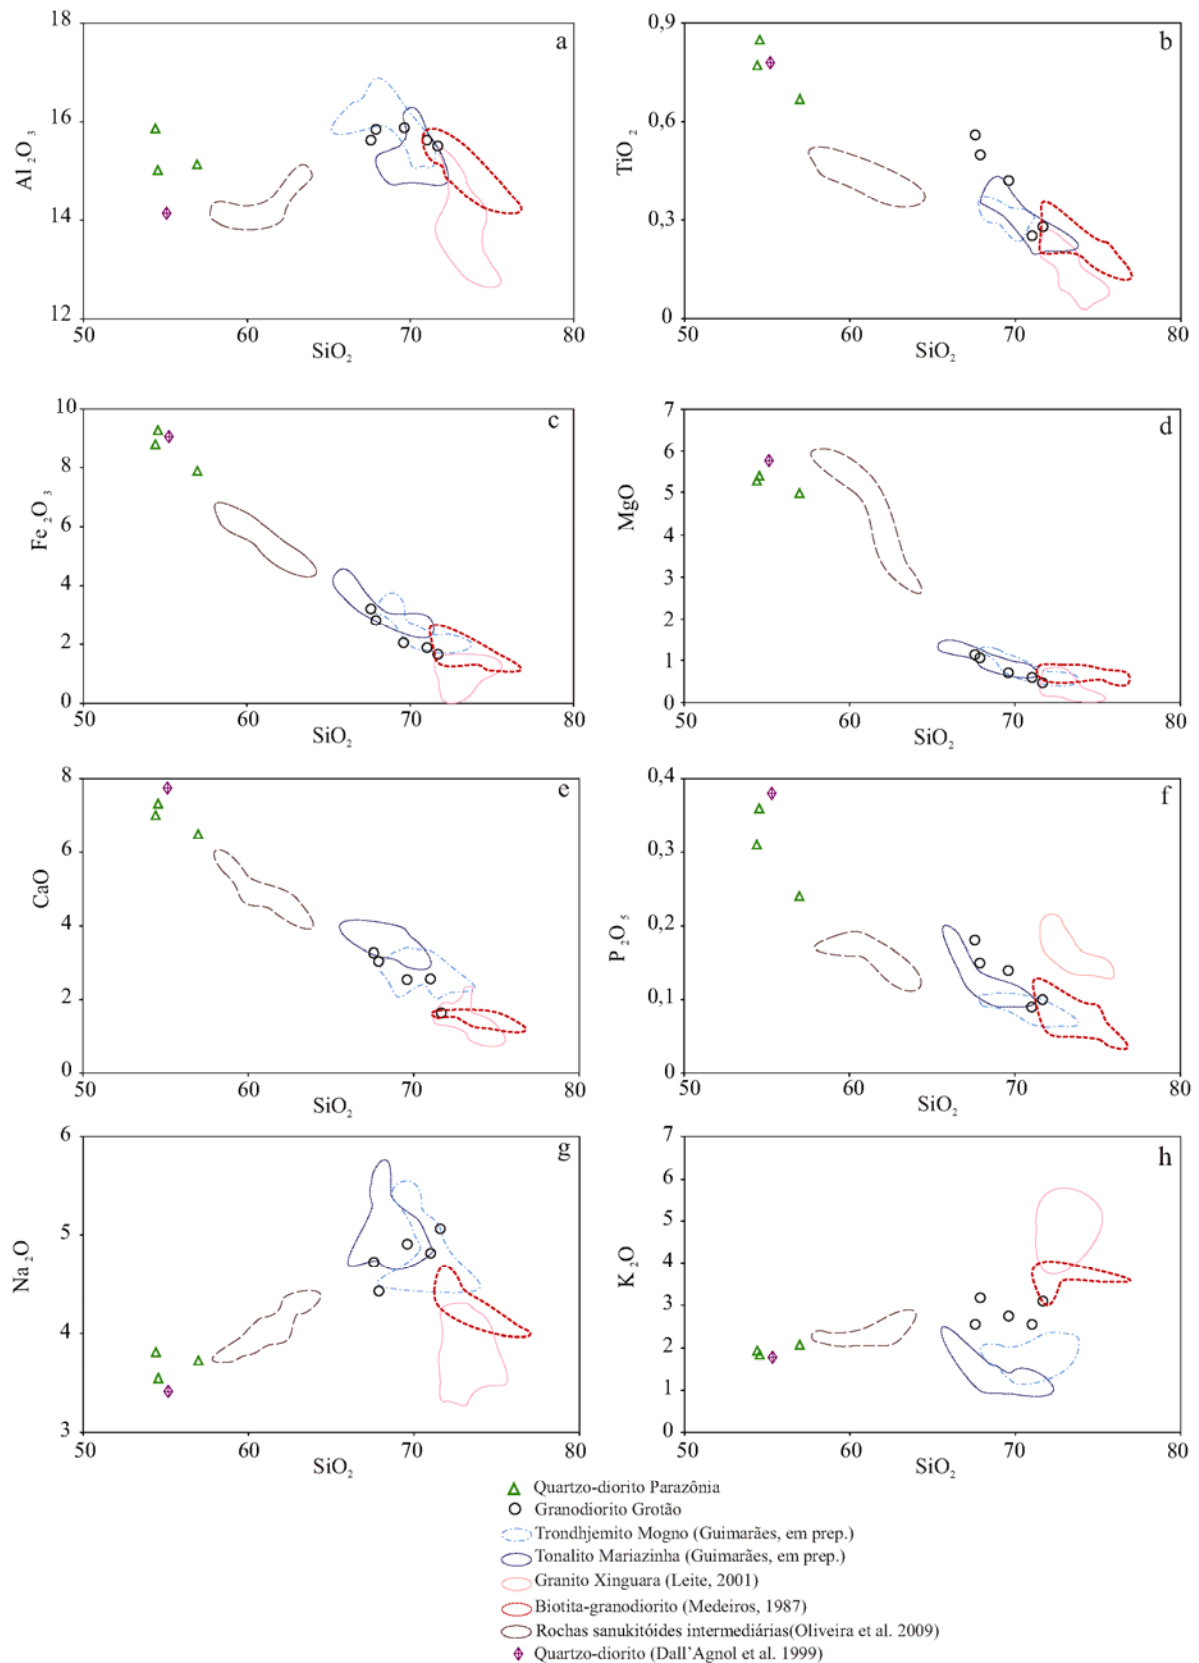 18
16
14
12
Al₂O₃
a
50
60
70
80
SiO₂
0,9
0,6
0,3
0
TiO₂
b
50
60
70
80
SiO₂
10
8
6
4
2
0
Fe₂O₃
c
50
60
70
80
SiO₂
7
6
5
4
3
2
1
0
MgO
d
50
60
70
80
SiO₂
8
6
4
2
0
CaO
e
50
60
70
80
SiO₂
0,4
0,3
0,2
0,1
0
P₂O₅
f
50
60
70
80
SiO₂
6
5
4
3
Na₂O
g
50
60
70
80
SiO₂
7
6
5
4
3
2
1
0
K₂O
h
50
60
70
80
SiO₂
Quartzo-diorito Parazônia
Granodiorito Grotão
Trondhjemito Mogno (Guimarães, em prep.)
Tonalito Mariazinha (Guimarães, em prep.)
Granito Xinguara (Leite, 2001)
Biotita-granodiorito (Medeiros, 1987)
Rochas sanukitóides intermediárias(Oliveira et al. 2009)
Quartzo-diorito (Dall'Agnol et al. 1999)